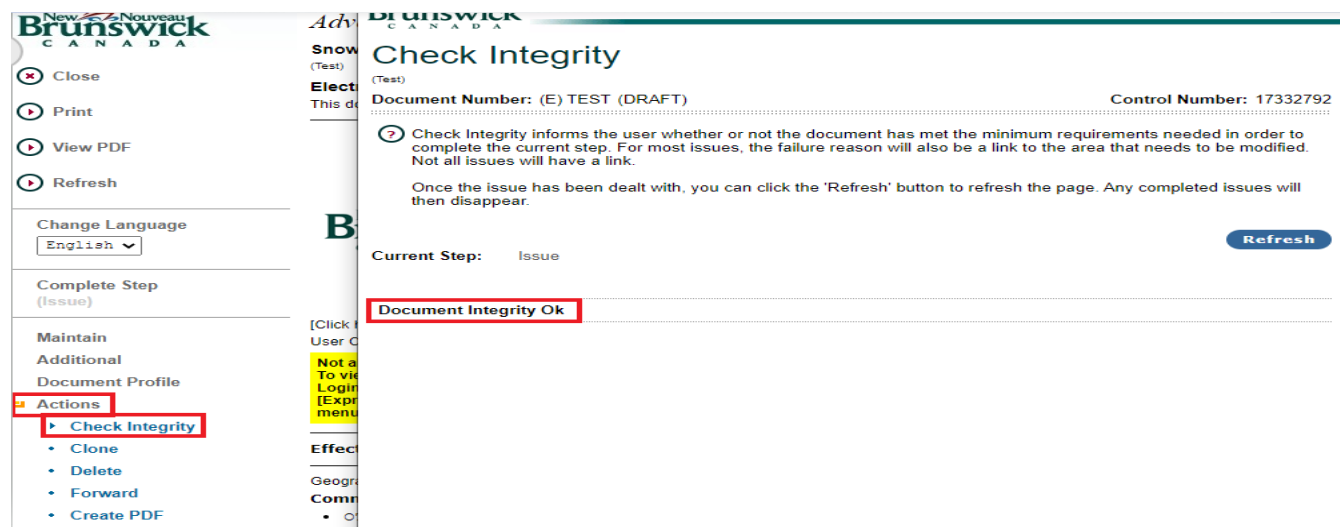 New Nouveau
Brunswick
CANADA
Close
Print
View PDF
Refresh
Change Language
English
Complete Step
(Issue)
Maintain
Additional
Document Profile
Actions
Check Integrity
Clone
Delete
Forward
Create PDF
Adv
Snow
(Test)
Elect
This d
B
[Click
User
Not a
To vie
Login
[Expr
menu
Effec
Geogra
Comm
Brunswick
CANADA
Check Integrity
(Test)
Document Number: (E) TEST (DRAFT) Control Number: 17332792
Check Integrity informs the user whether or not the document has met the minimum requirements needed in order to
complete the current step. For most issues, the failure reason will also be a link to the area that needs to be modified.
Not all issues will have a link.
Once the issue has been dealt with, you can click the 'Refresh' button to refresh the page. Any completed issues will
then disappear.
Refresh
Current Step: Issue
Document Integrity Ok